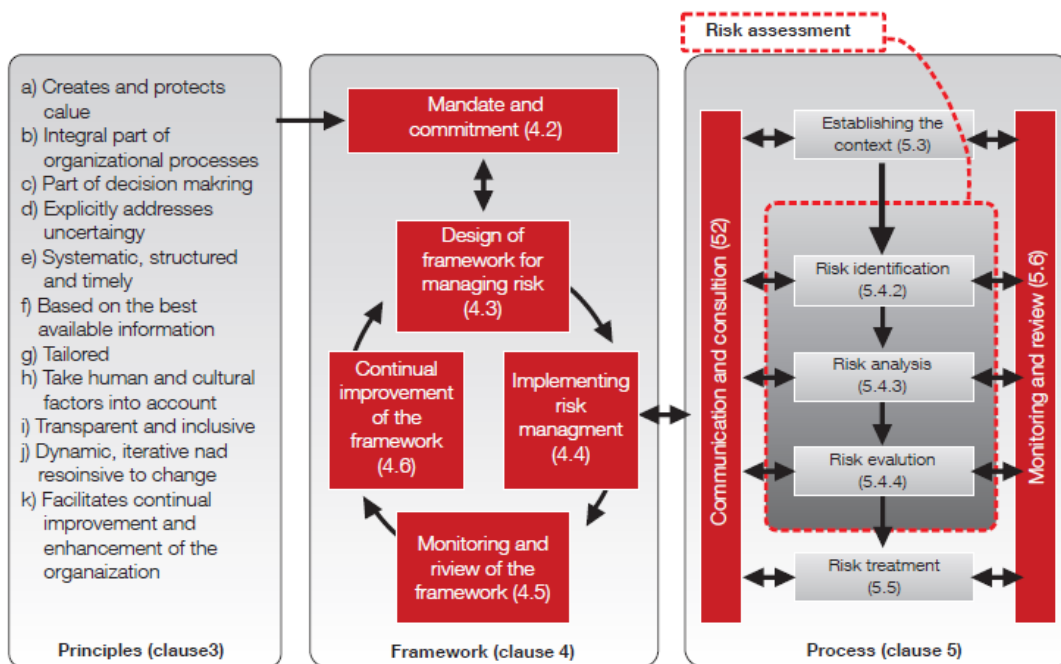 Risk assessment
a) Creates and protects
calue
b) Integral part of
organizational processes
c) Part of decision makring
d) Explicitly addresses
uncertaingy
e) Systematic, structured
and timely
f) Based on the best
available information
g) Tailored
h) Take human and cultural
factors into account
i) Transparent and inclusive
j) Dynamic, iterative nad
resoinsive to change
k) Facilitates continual
improvement and
enhancement of the
organaization
Principles (clause3)
Mandate and
commitment (4.2)
Design of
framework for
managing risk
(4.3)
Continual
improvement
of the
framework
(4.6)
Implementing
risk
managment
(4.4)
Monitoring and
riview of the
framework (4.5)
Framework (clause 4)
Communication and consultion (52)
Establishing the
context (5.3)
Risk identification
(5.4.2)
Risk analysis
(5.4.3)
Risk evalution
(5.4.4)
Risk treatment
(5.5)
Monitoring and review (5.6)
Process (clause 5)